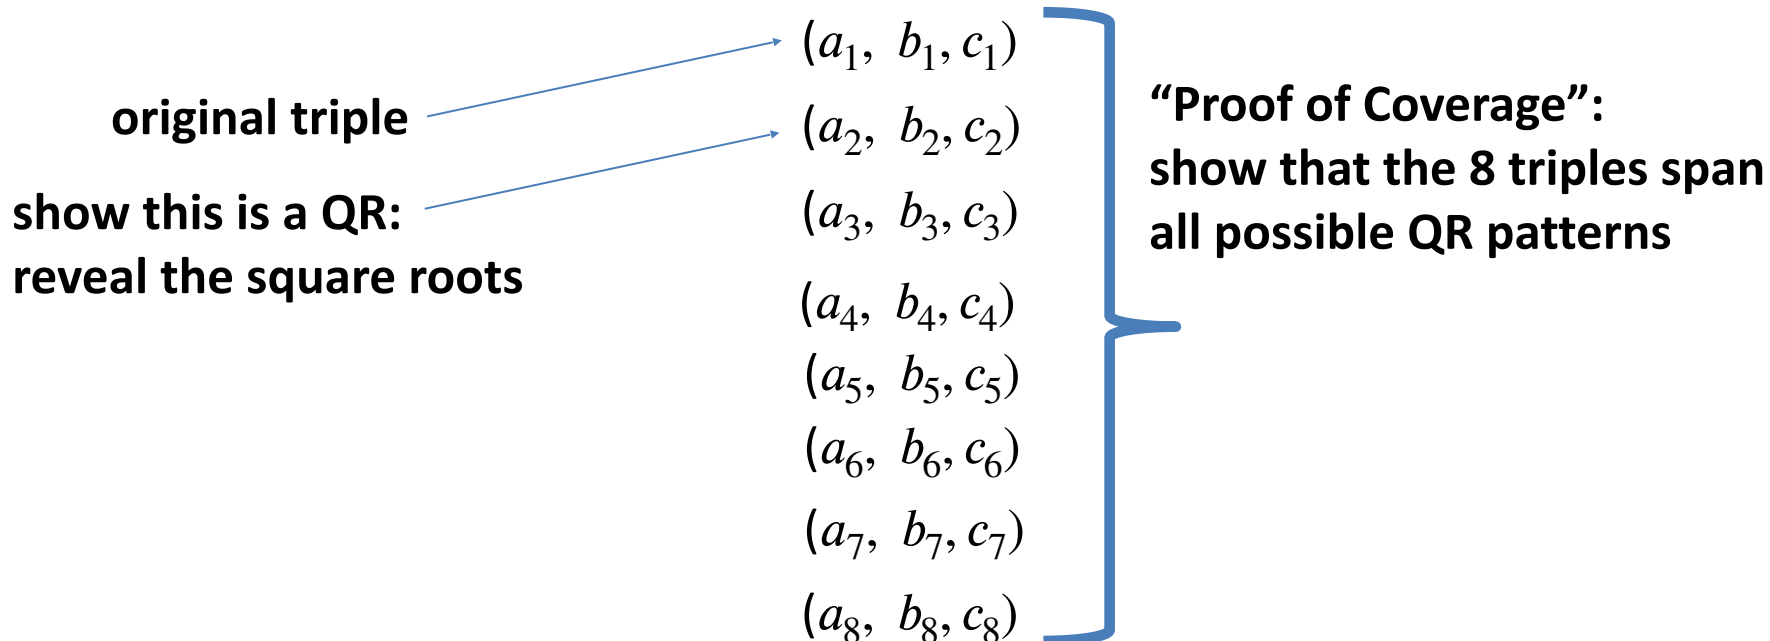 original triple
show this is a QR:
reveal the square roots
(a₁, b₁, c₁)
(a₂, b₂, c₂)
(a₃, b₃, c₃)
(a₄, b₄, c₄)
(a₅, b₅, c₅)
(a₆, b₆, c₆)
(a₇, b₇, c₇)
(a₈, b₈, c₈)
“Proof of Coverage”:
show that the 8 triples span
all possible QR patterns